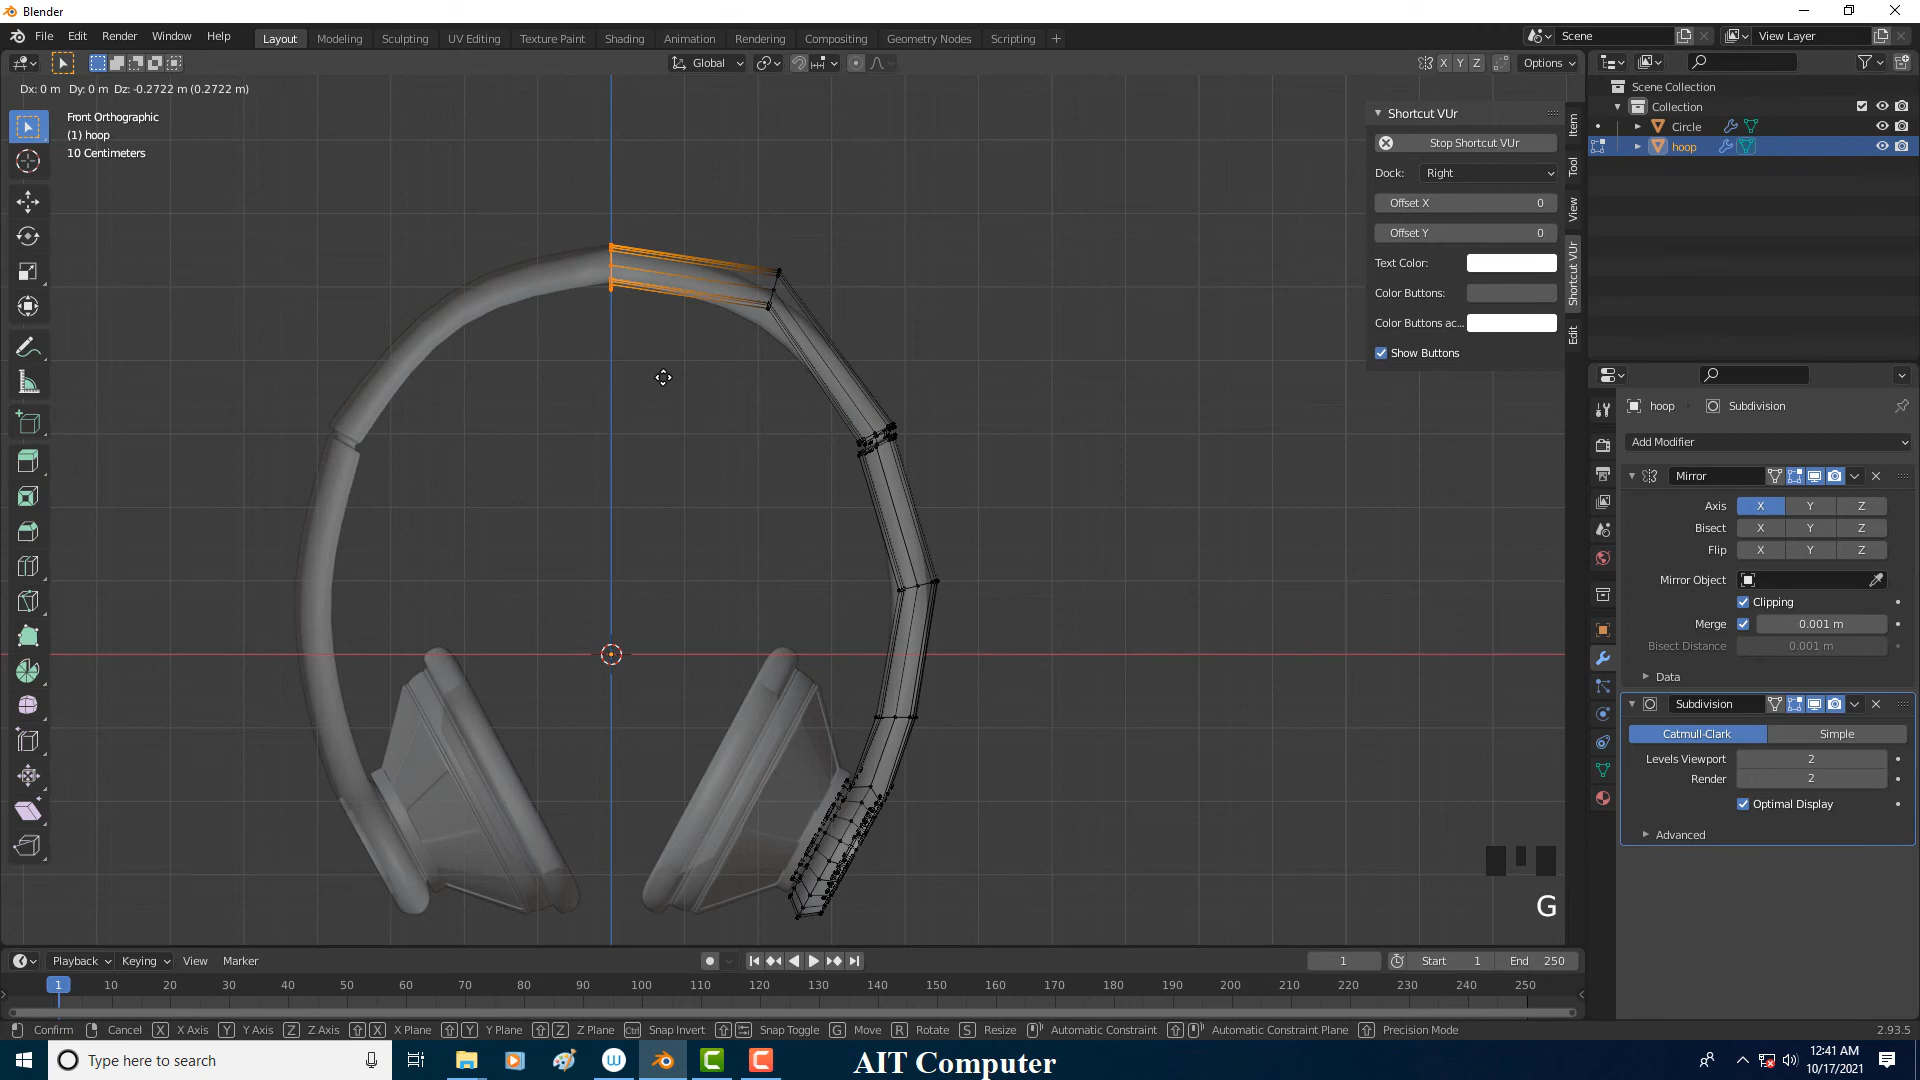 Blender
File Edit Render Window Help
Layout Modeling Sculpting UV Editing Texture Paint Shading Animation Rendering Compositing Geometry Nodes Scripting +
Scene
View Layer
Global
X Y Z
Options
Dx: 0 m Dy: 0 m Dz: -0.2722 m (0.2722 m)
Front Orthographic
(1) hoop
10 Centimeters
Shortcut VUr
Stop Shortcut VUr
Dock: Right
Offset X 0
Offset Y 0
Text Color:
Color Buttons:
Color Buttons ac...
Show Buttons
Item
Tool
View
Shortcut VUr
Edit
Scene Collection
Collection
Circle
hoop
hoop Subdivision
Add Modifier
Mirror
Axis X Y Z
Bisect X Y Z
Flip X Y Z
Mirror Object
Clipping
Merge 0.001 m
Bisect Distance 0.001 m
Data
Subdivision
Catmull-Clark Simple
Levels Viewport 2
Render 2
Optimal Display
Advanced
G
Playback Keying View Marker
1 Start 1 End 250
1 10 20 30 40 50 60 70 80 90 100 110 120 130 140 150 160 170 180 190 200 210 220 230 240 250
Confirm Cancel X X Axis Y Y Axis Z Z Axis X X Plane Y Y Plane Z Z Plane Ctrl Snap Invert Snap Toggle G Move R Rotate S Resize Automatic Constraint Automatic Constraint Plane Precision Mode 2.93.5
Type here to search
AIT Computer
12:41 AM
10/17/2021